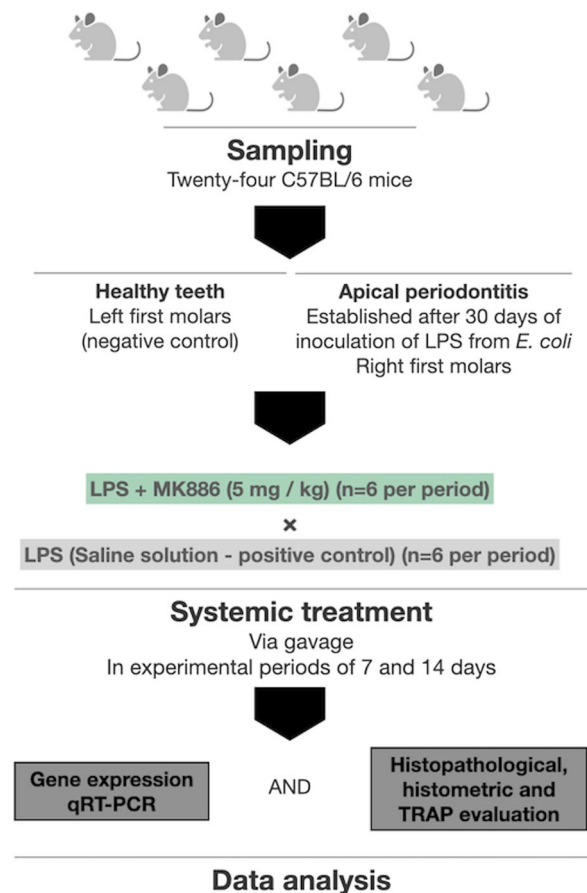 Sampling
Twenty-four C57BL/6 mice
Healthy teeth
Left first molars
(negative control)
Apical periodontitis
Established after 30 days of
inoculation of LPS from E. coli
Right first molars
LPS + MK886 (5 mg / kg) (n=6 per period)
×
LPS (Saline solution - positive control) (n=6 per period)
Systemic treatment
Via gavage
In experimental periods of 7 and 14 days
Gene expression
qRT-PCR
AND
Histopathological,
histometric and
TRAP evaluation
Data analysis